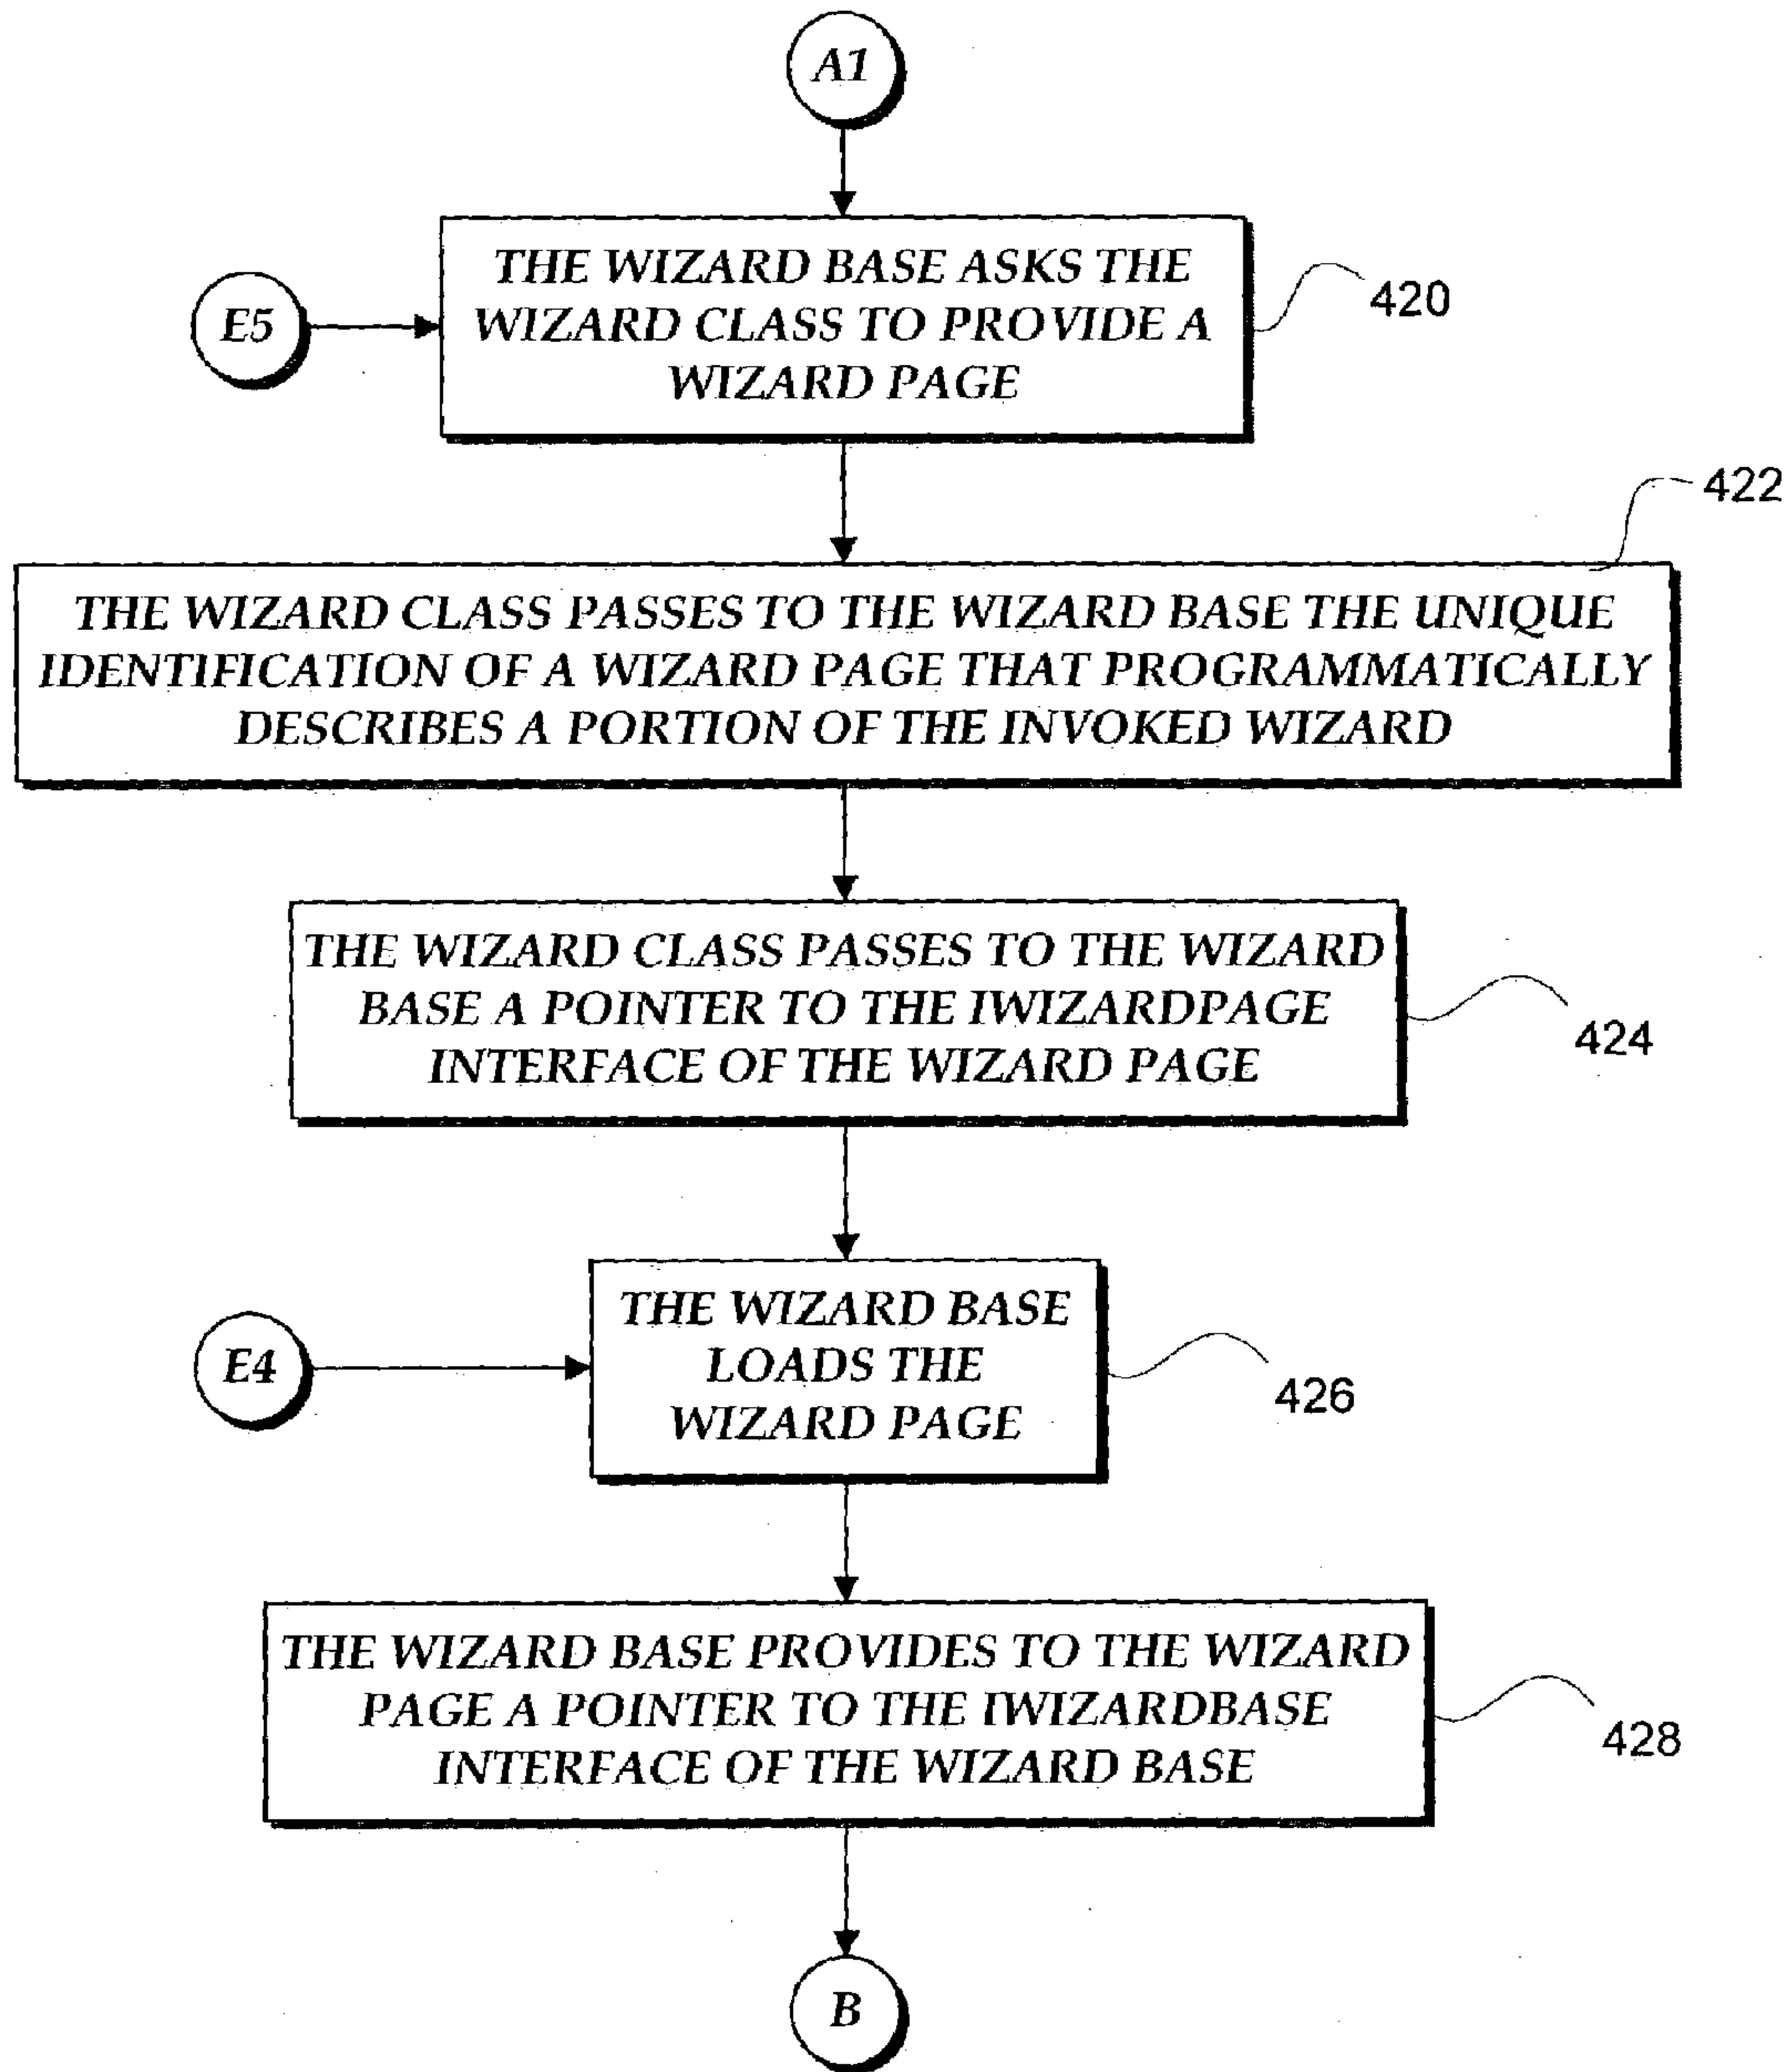 A1
THE WIZARD BASE ASKS THE
WIZARD CLASS TO PROVIDE A
WIZARD PAGE
420
E5
422
THE WIZARD CLASS PASSES TO THE WIZARD BASE THE UNIQUE
IDENTIFICATION OF A WIZARD PAGE THAT PROGRAMMATICALLY
DESCRIBES A PORTION OF THE INVOKED WIZARD
THE WIZARD CLASS PASSES TO THE WIZARD
BASE A POINTER TO THE IWIZARDPAGE
INTERFACE OF THE WIZARD PAGE
424
THE WIZARD BASE
LOADS THE
WIZARD PAGE
E4
426
THE WIZARD BASE PROVIDES TO THE WIZARD
PAGE A POINTER TO THE IWIZARDBASE
INTERFACE OF THE WIZARD BASE
428
B